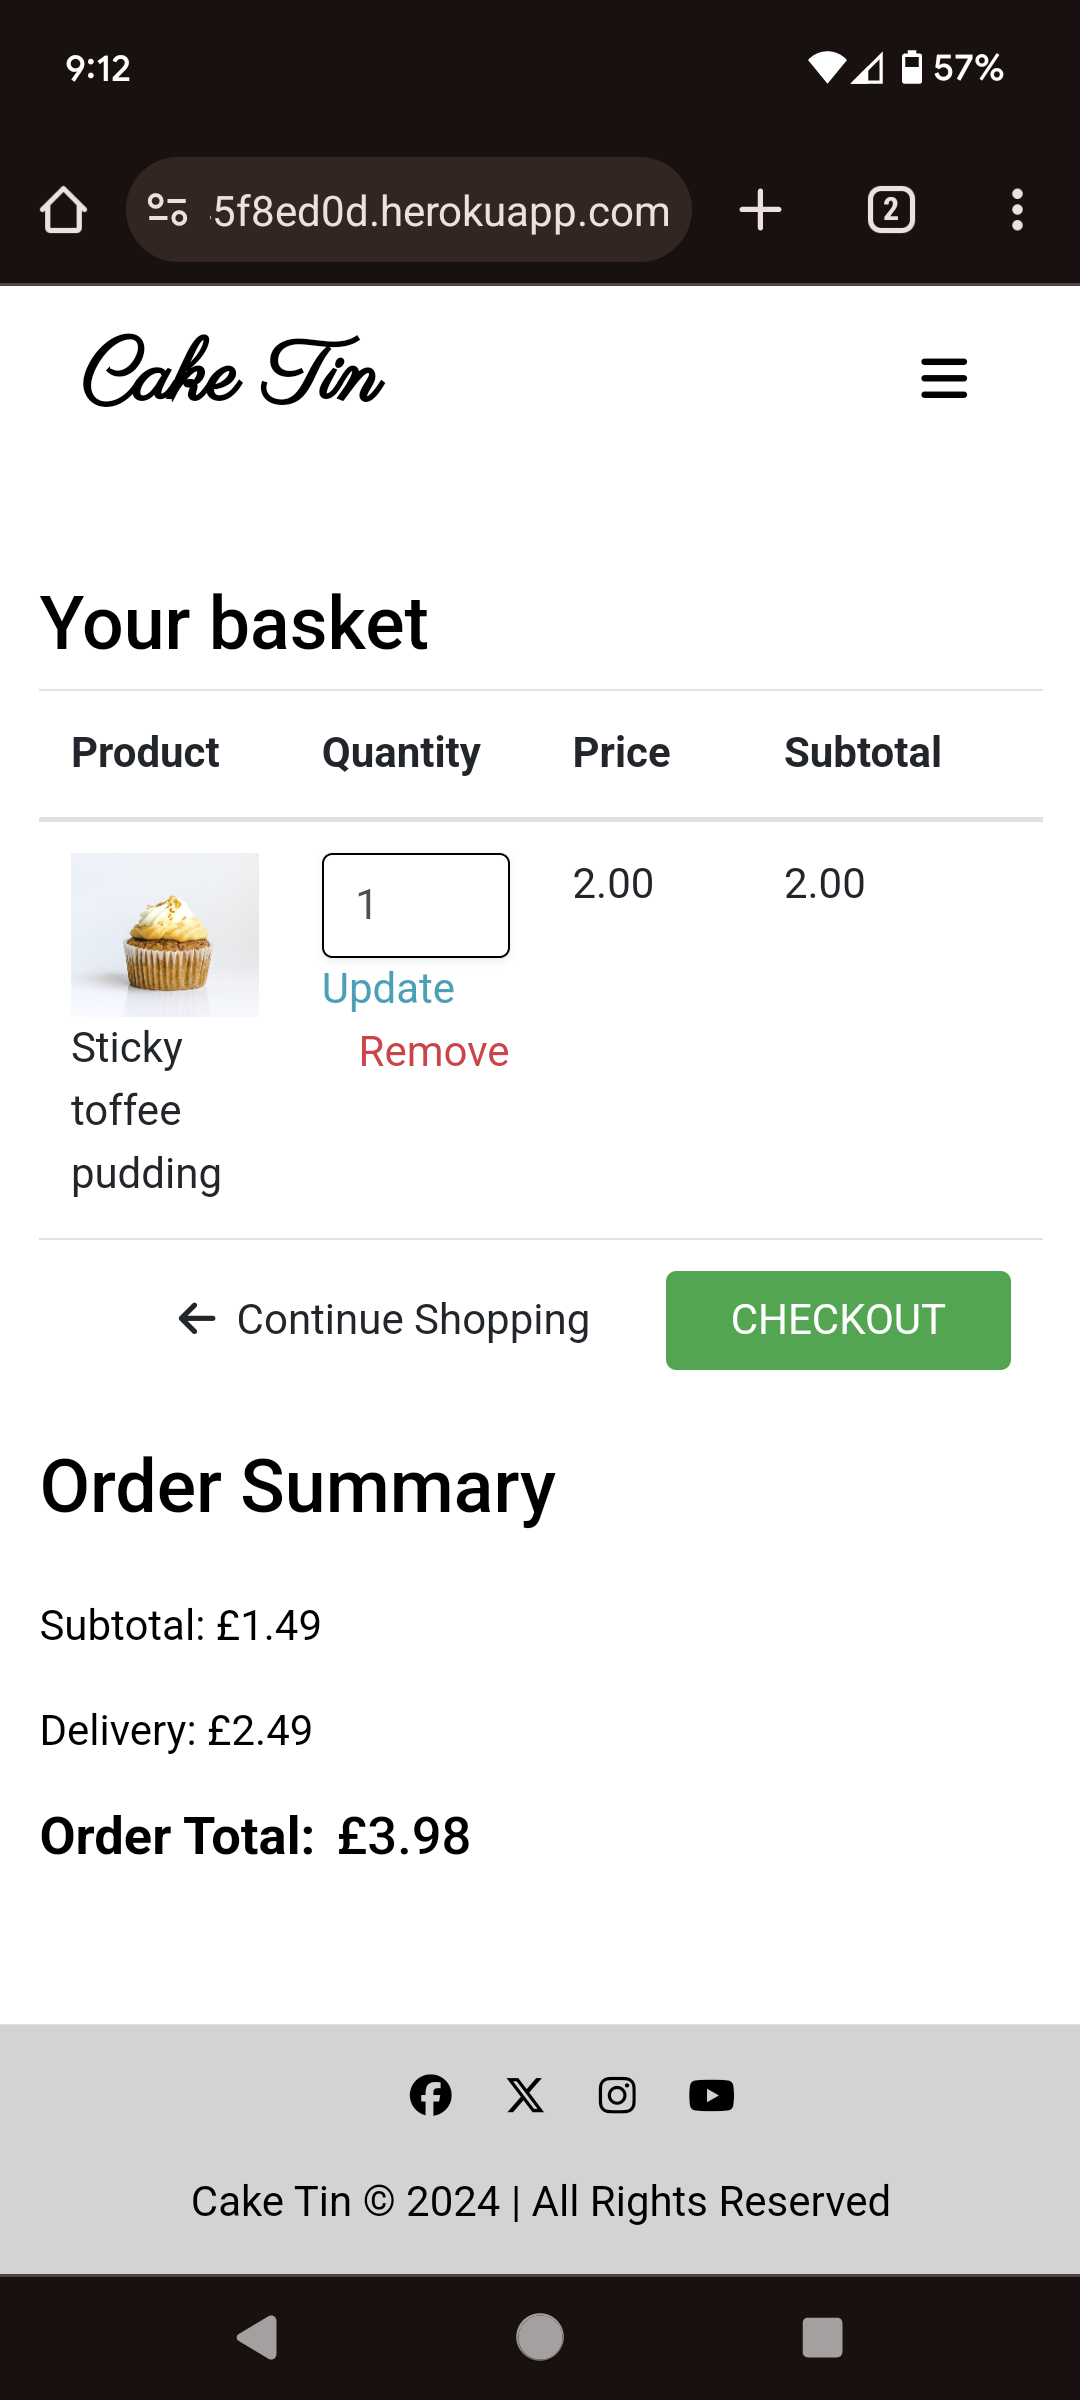 9:12
57%
5f8ed0d.herokuapp.com
2
Cake Tin
Your basket
Product Quantity Price Subtotal
1 2.00 2.00
Update
Remove
Sticky
toffee
pudding
Continue Shopping CHECKOUT
Order Summary
Subtotal: £1.49
Delivery: £2.49
Order Total: £3.98
Cake Tin © 2024 | All Rights Reserved